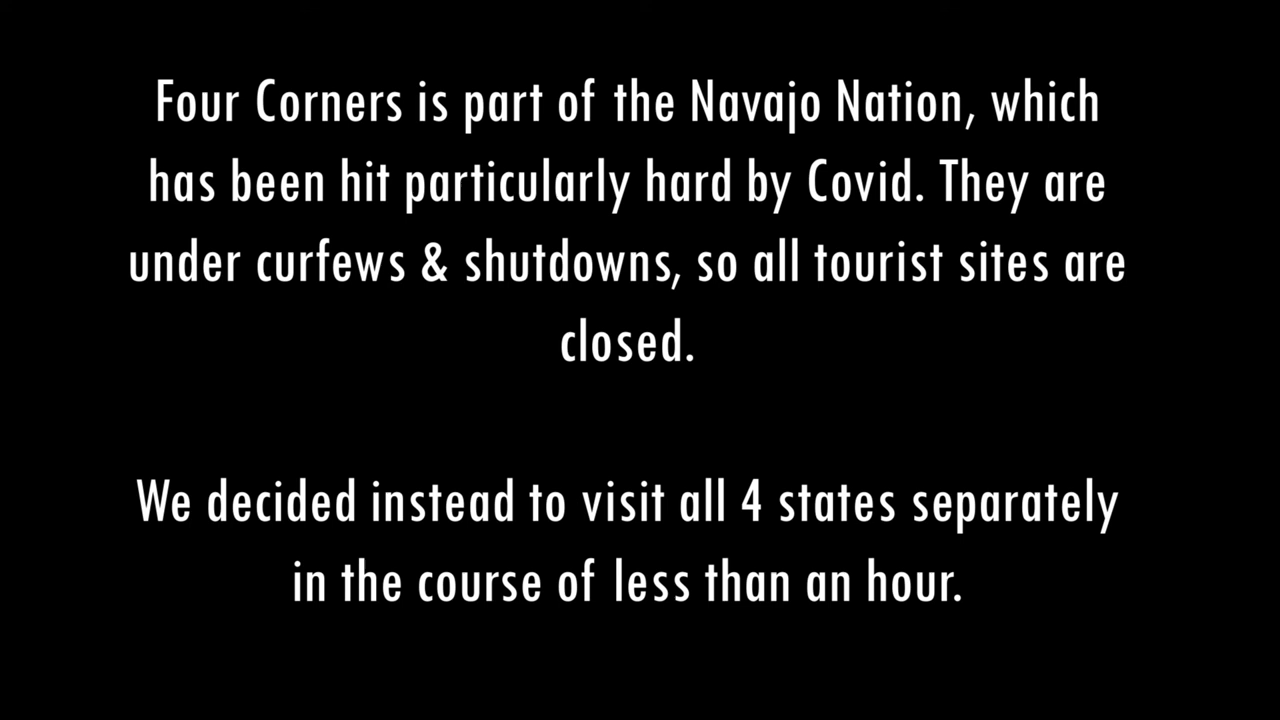 Four Corners is part of the Navajo Nation, which
has been hit particularly hard by Covid. They are
under curfews & shutdowns, so all tourist sites are
closed.
We decided instead to visit all 4 states separately
in the course of less than an hour.